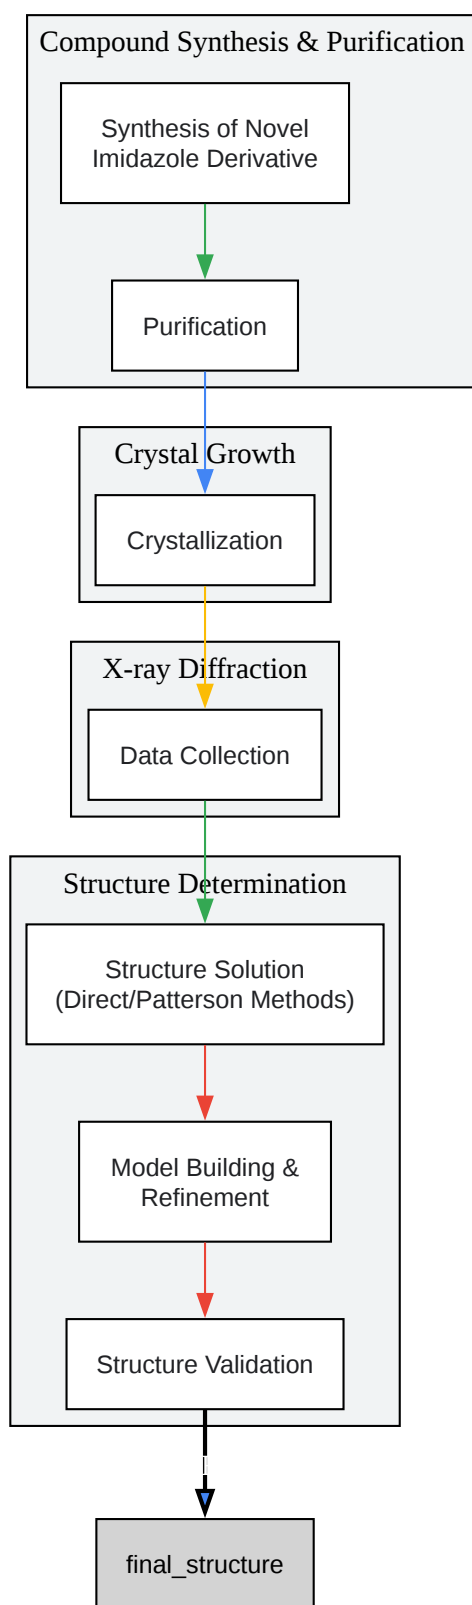 Compound Synthesis & Purification
Synthesis of Novel
Imidazole Derivative
Purification
Crystal Growth
Crystallization
X-ray Diffraction
Data Collection
Structure Determination
Structure Solution
(Direct/Patterson Methods)
Model Building &
Refinement
Structure Validation
final_structure